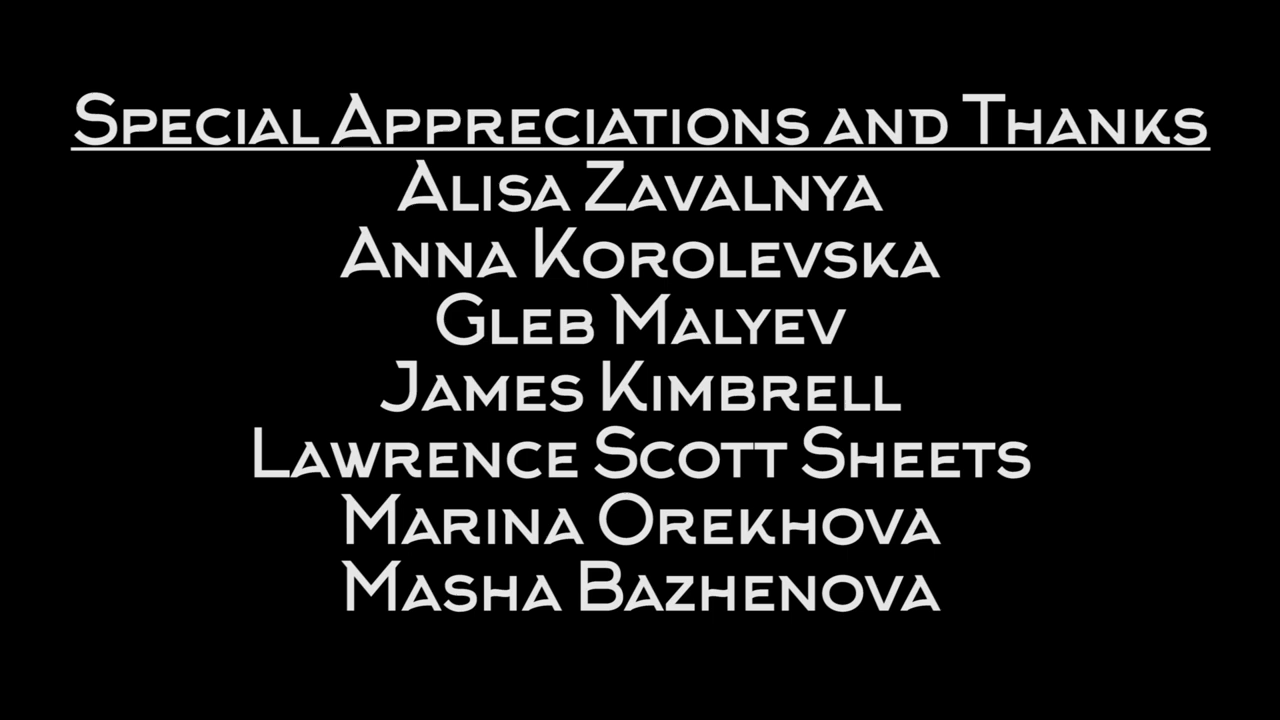 Special Appreciations and Thanks
Alisa Zavalnya
Anna Korolevska
Gleb Malyev
James Kimbrell
Lawrence Scott Sheets
Marina Orekhova
Masha Bazhenova